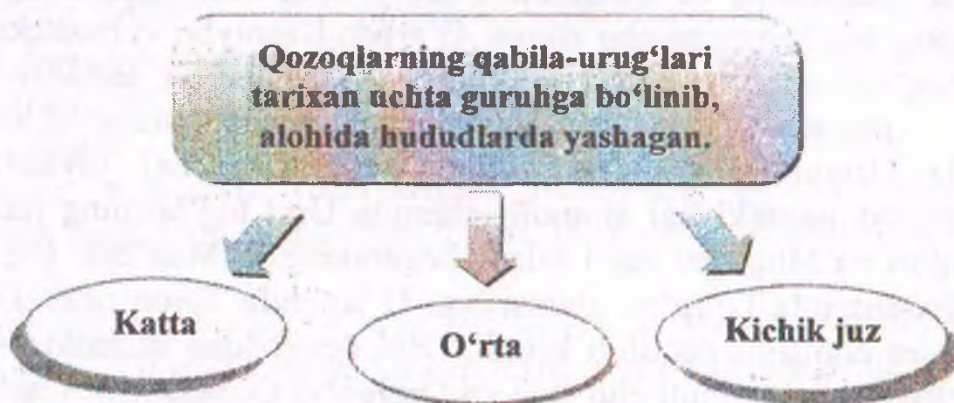 Qozoqlarning qabila-urug‘lari
tarixan uchta guruhga bo‘linib,
alohida hududlarda yashagan.
Katta
O‘rta
Kichik juz